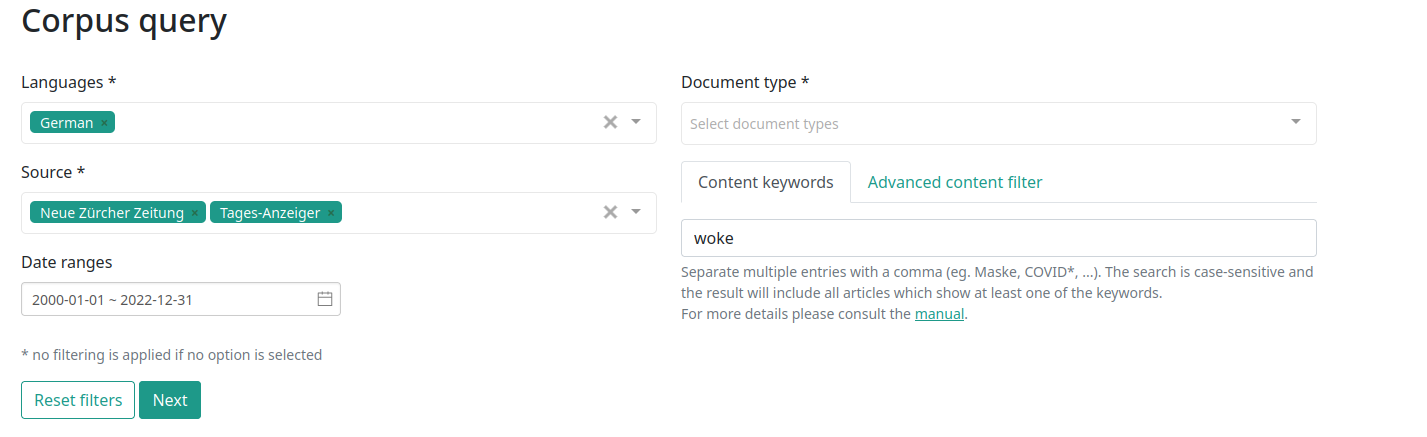 Corpus query
Languages *
German ×
Source *
Neue Zürcher Zeitung × Tages-Anzeiger ×
Date ranges
2000-01-01 ~ 2022-12-31
* no filtering is applied if no option is selected
Reset filters Next
Document type *
Select document types
Content keywords Advanced content filter
woke
Separate multiple entries with a comma (eg. Maske, COVID*, ...). The search is case-sensitive and
the result will include all articles which show at least one of the keywords.
For more details please consult the manual.